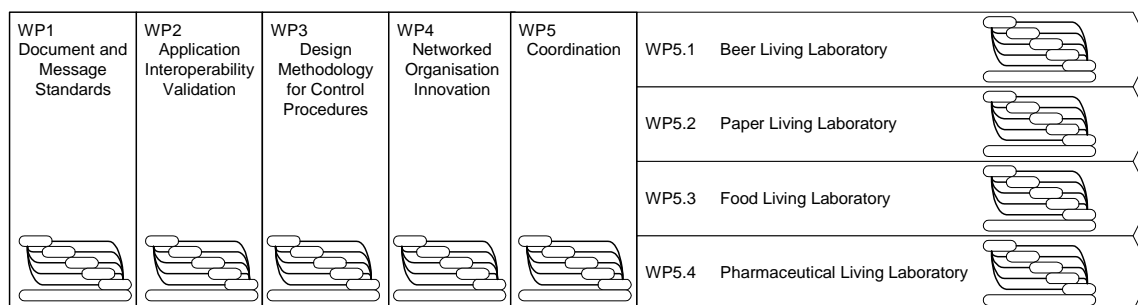 WP1
Document and
Message
Standards
WP2
Application
Interoperability
Validation
WP3
Design
Methodology
for Control
Procedures
WP4
Networked
Organisation
Innovation
WP5
Coordination
WP5.1 Beer Living Laboratory
WP5.2 Paper Living Laboratory
WP5.3 Food Living Laboratory
WP5.4 Pharmaceutical Living Laboratory